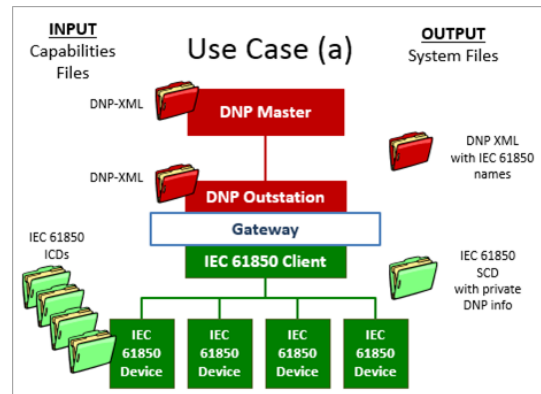 INPUT
Capabilities
Files
Use Case (a)
OUTPUT
System Files
DNP-XML
DNP Master
DNP XML
with IEC 61850
names
DNP-XML
DNP Outstation
Gateway
IEC 61850 Client
IEC 61850
ICDs
IEC 61850
SCD
with private
DNP info
IEC
61850
Device
IEC
61850
Device
IEC
61850
Device
IEC
61850
Device